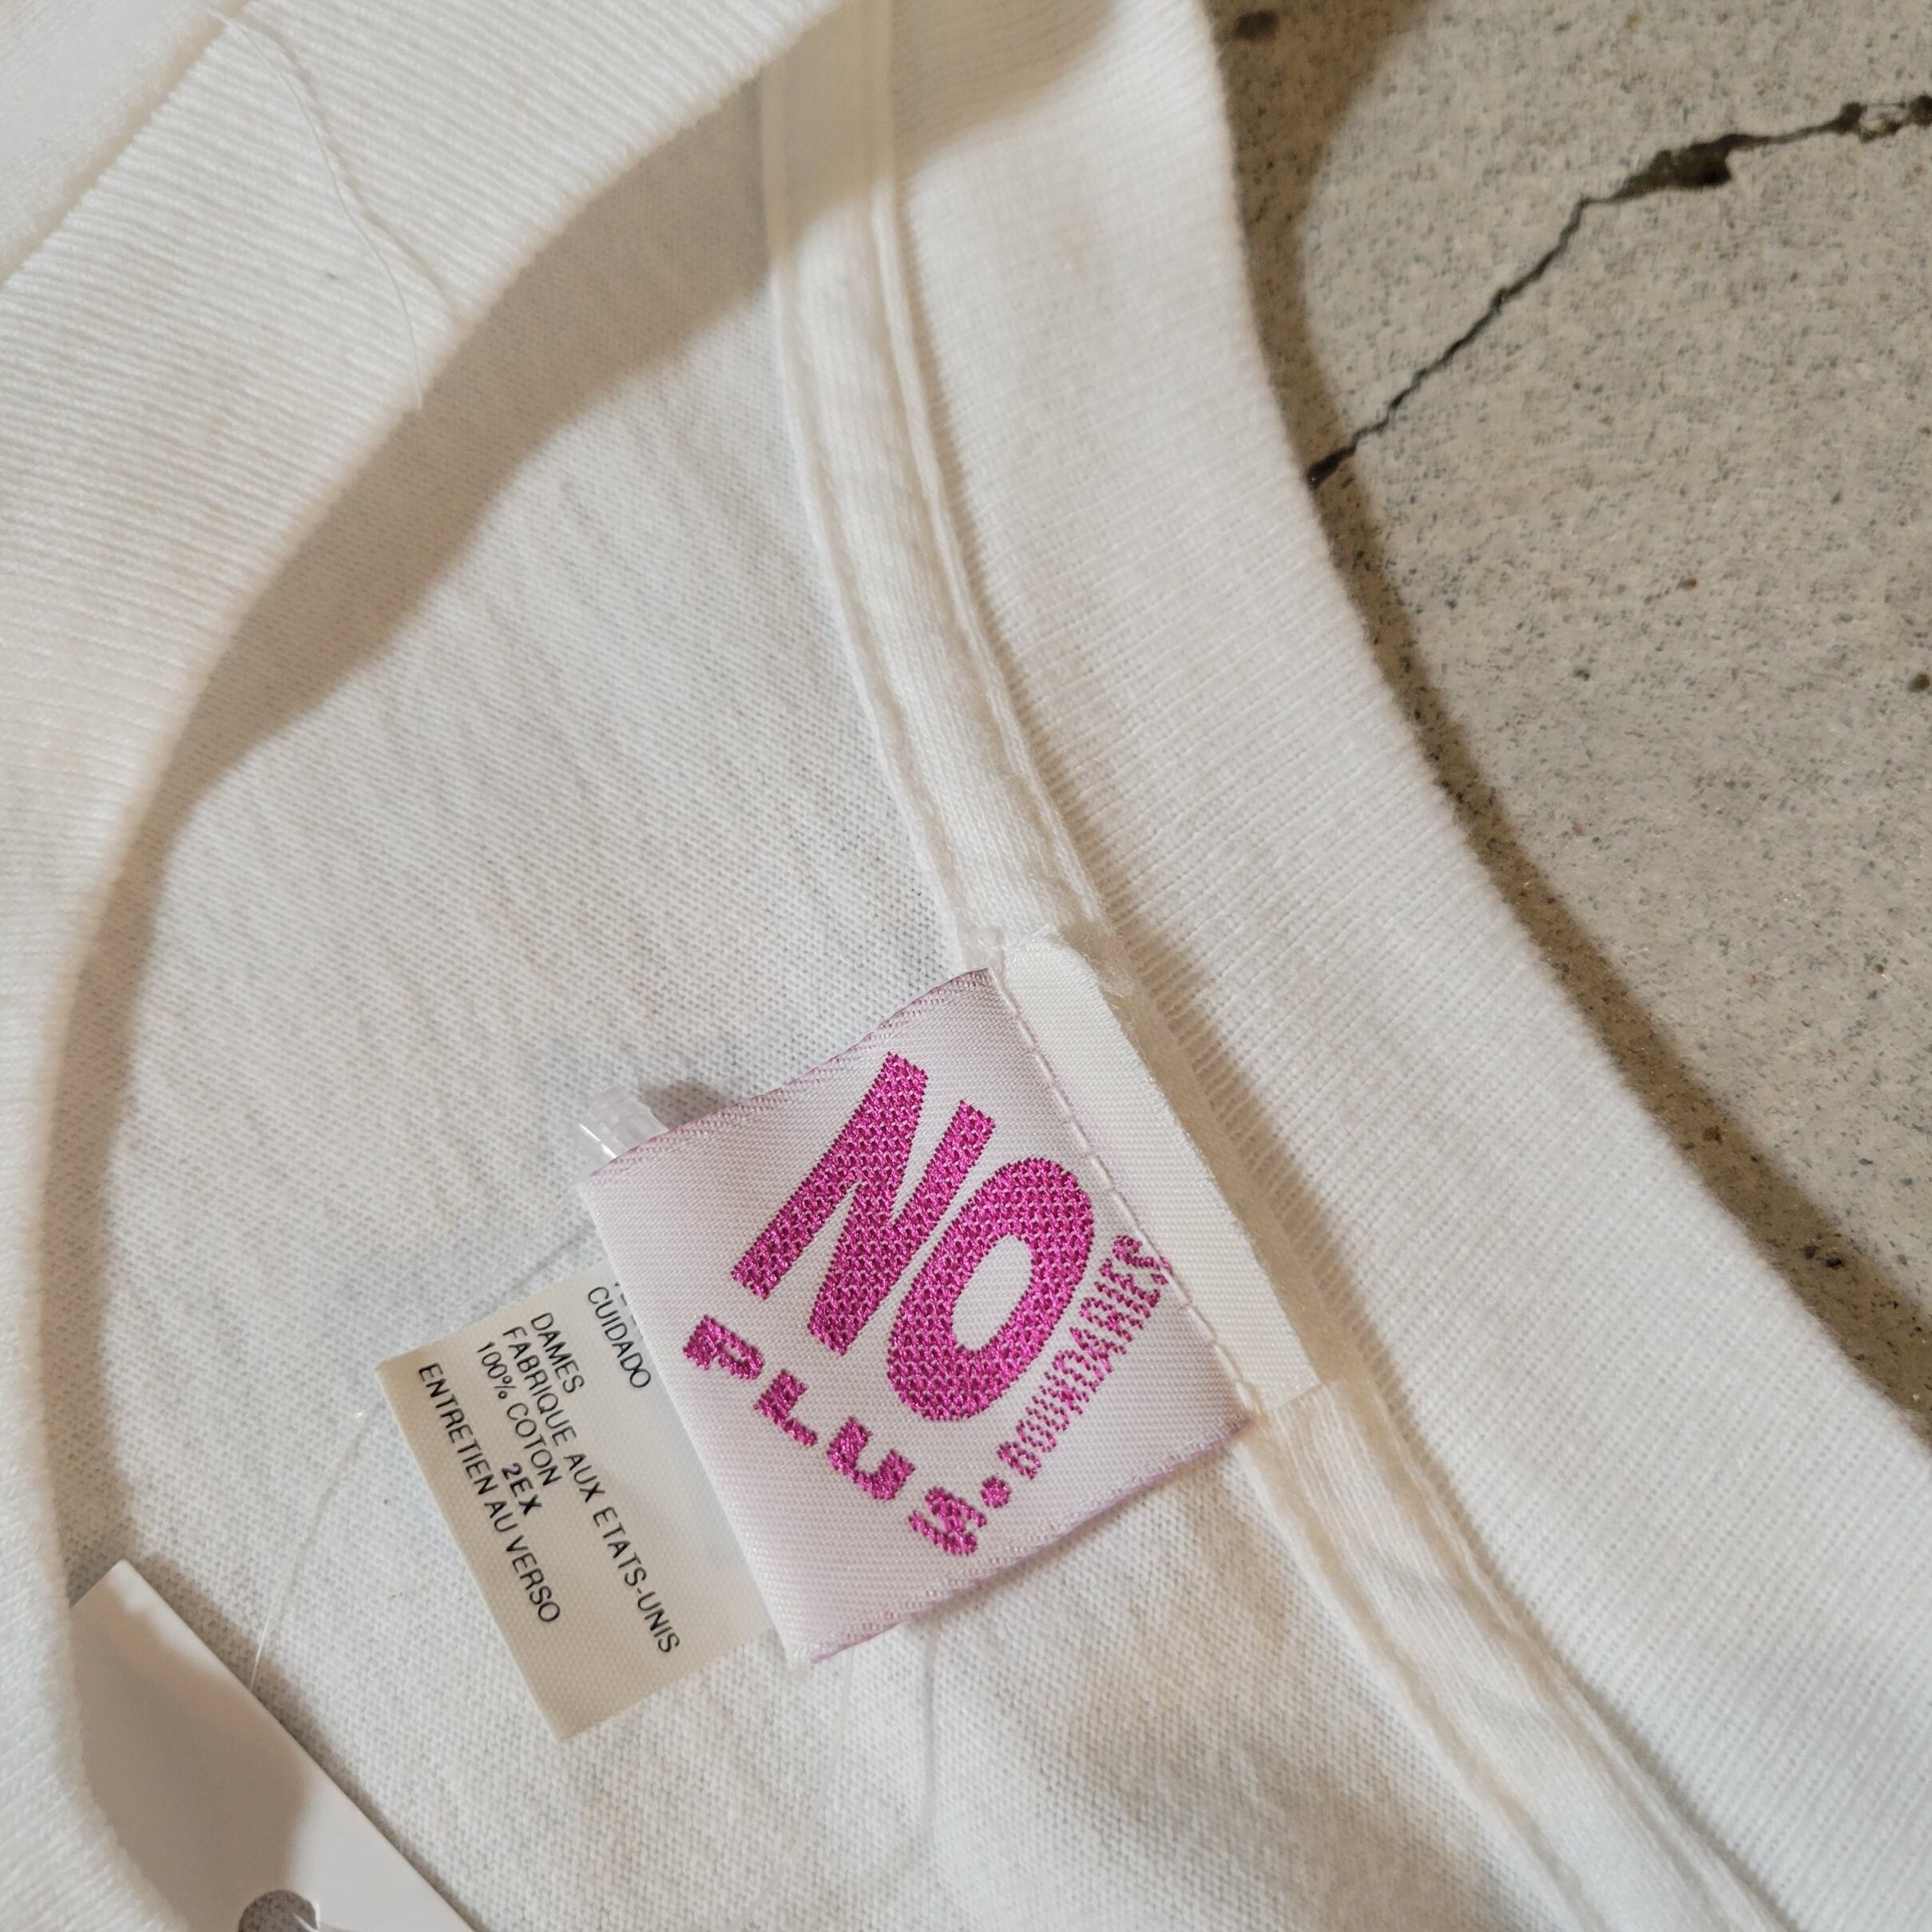 NO
BOUNDARIES
PLUS.
CUIDADO
DAMES
FABRIQUE AUX ETATS-UNIS
100% COTON
2EX
ENTRETIEN AU VERSO